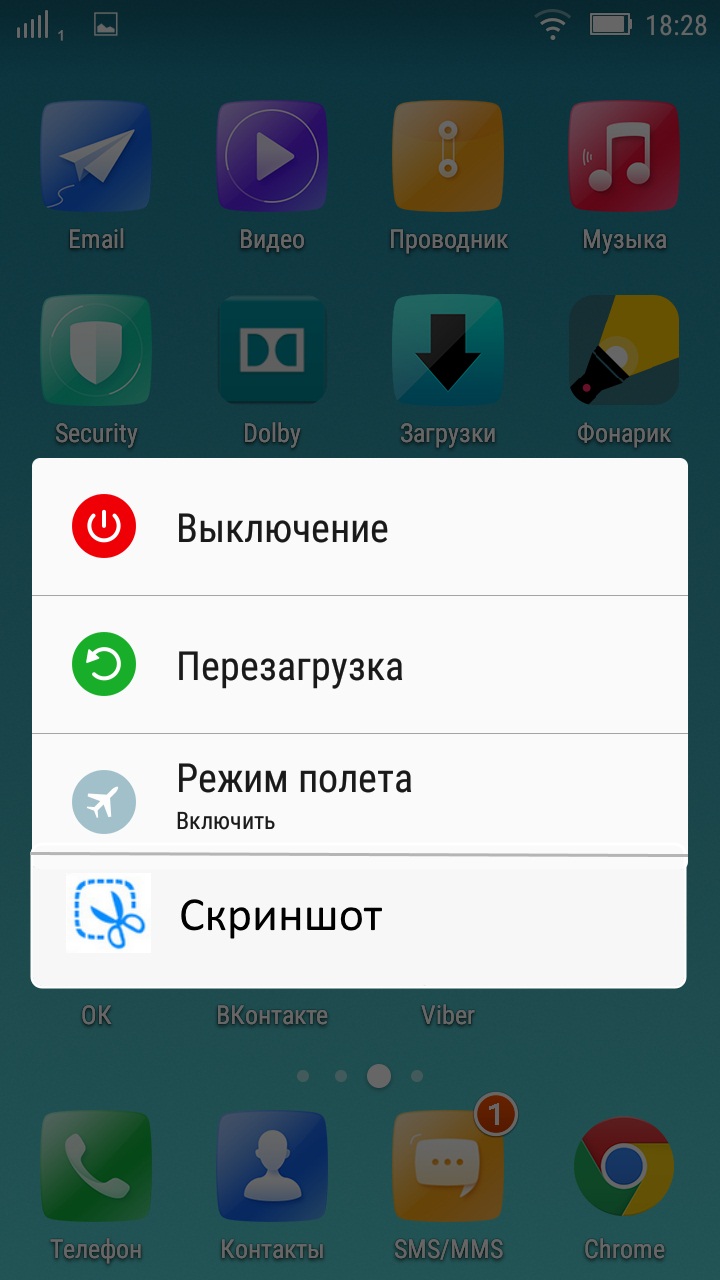 1 18:28
Email Видео Проводник Музыка
Security Dolby Загрузки Фонарик
Выключение
Перезагрузка
Режим полета
Включить
Скриншот
ОК ВКонтакте Viber
1
Телефон Контакты SMS/MMS Chrome